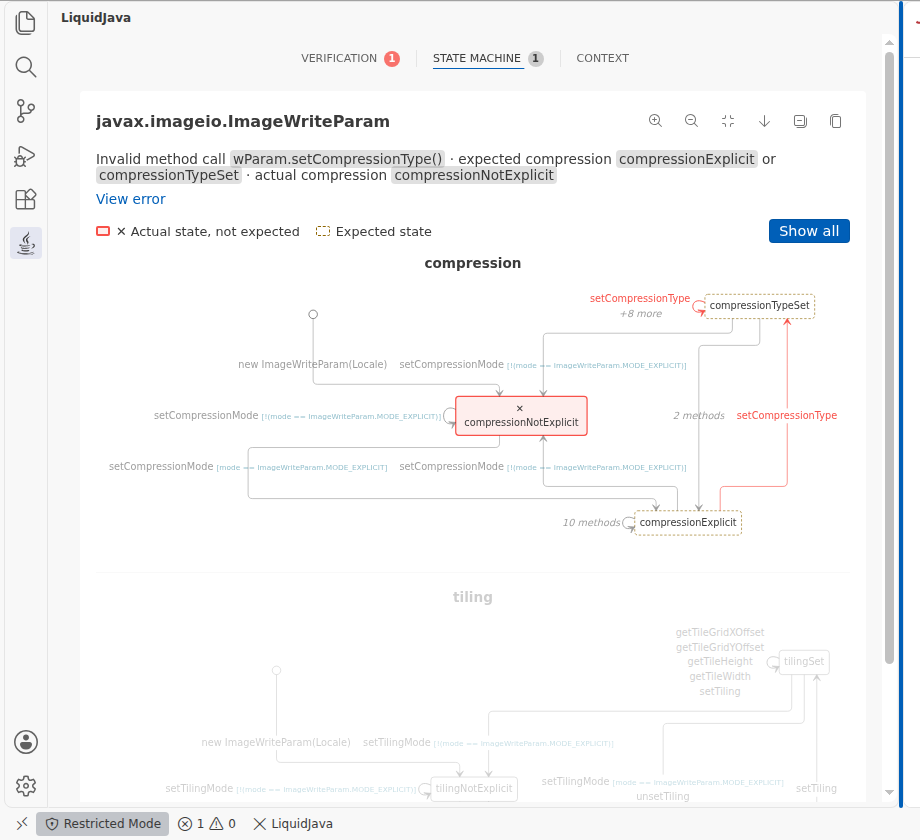 LiquidJava
VERIFICATION 1 STATE MACHINE 1 CONTEXT
javax.imageio.ImageWriteParam
Invalid method call wParam.setCompressionType() · expected compression compressionExplicit or
compressionTypeSet · actual compression compressionNotExplicit
View error
✕ Actual state, not expected Expected state Show all
compression
setCompressionType
+8 more
compressionTypeSet
new ImageWriteParam(Locale)
setCompressionMode [!(mode == ImageWriteParam.MODE_EXPLICIT)]
setCompressionMode [!(mode == ImageWriteParam.MODE_EXPLICIT)]
✕
compressionNotExplicit
2 methods
setCompressionType
setCompressionMode [mode == ImageWriteParam.MODE_EXPLICIT]
setCompressionMode [!(mode == ImageWriteParam.MODE_EXPLICIT)]
10 methods
compressionExplicit
tiling
getTileGridXOffset
getTileGridYOffset
getTileHeight
getTileWidth
setTiling
tilingSet
new ImageWriteParam(Locale)
setTilingMode [!(mode == ImageWriteParam.MODE_EXPLICIT)]
setTilingMode [!(mode == ImageWriteParam.MODE_EXPLICIT)]
tilingNotExplicit
setTilingMode [mode == ImageWriteParam.MODE_EXPLICIT]
unsetTiling
setTiling
Restricted Mode 1 0 LiquidJava